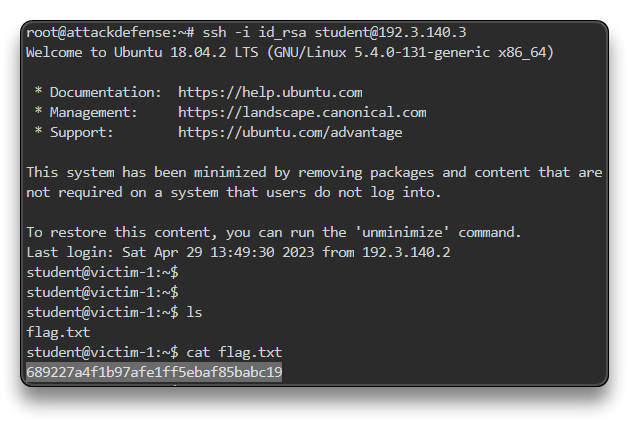 root@attackdefense:~# ssh -i id_rsa student@192.3.140.3
Welcome to Ubuntu 18.04.2 LTS (GNU/Linux 5.4.0-131-generic x86_64)
* Documentation:  https://help.ubuntu.com
* Management:     https://landscape.canonical.com
* Support:        https://ubuntu.com/advantage
This system has been minimized by removing packages and content that are
not required on a system that users do not log into.
To restore this content, you can run the 'unminimize' command.
Last login: Sat Apr 29 13:49:30 2023 from 192.3.140.2
student@victim-1:~$
student@victim-1:~$
student@victim-1:~$ ls
flag.txt
student@victim-1:~$ cat flag.txt
689227a4f1b97afe1ff5ebaf85babc19